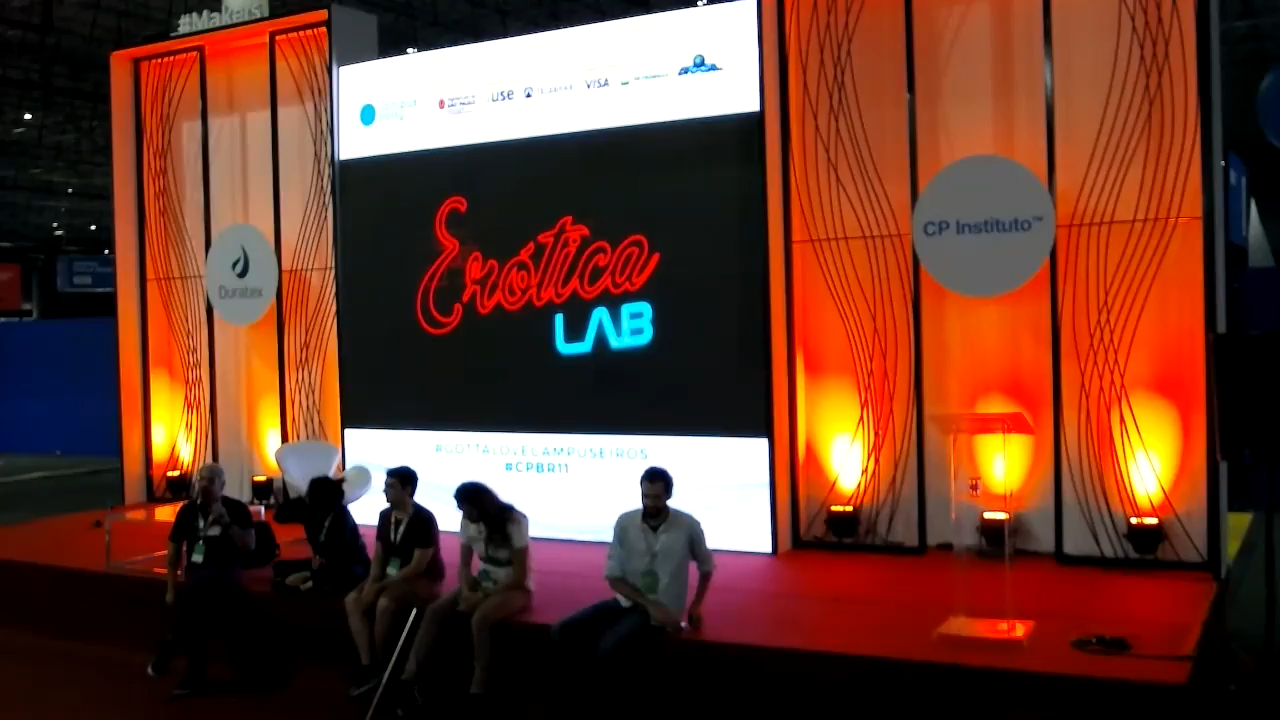 #Makers
use
VISA
Erótica
LAB
Duratex
CP Instituto™
#GOTTALOVECAMPUSEIROS
#CPBR11